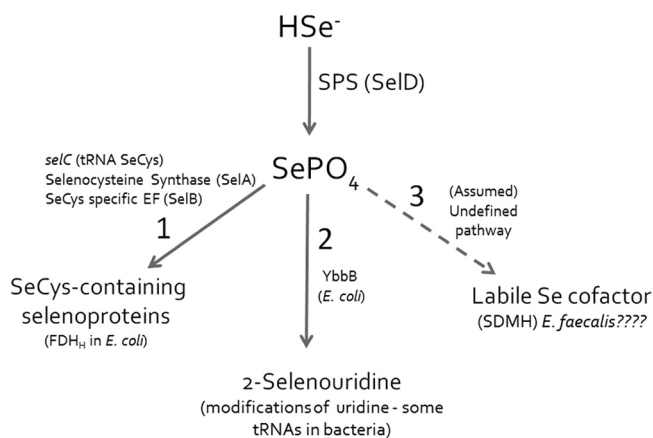 HSe-
SPS (SelD)
selC (tRNA SeCys)
Selenocysteine Synthase (SelA)
SeCys specific EF (SelB)
SePO4
1
2
3
(Assumed)
Undefined
pathway
YbbB
(E. coli)
SeCys-containing
selenoproteins
(FDHH in E. coli)
Labile Se cofactor
(SDMH) E. faecalis????
2-Selenouridine
(modifications of uridine - some
tRNAs in bacteria)